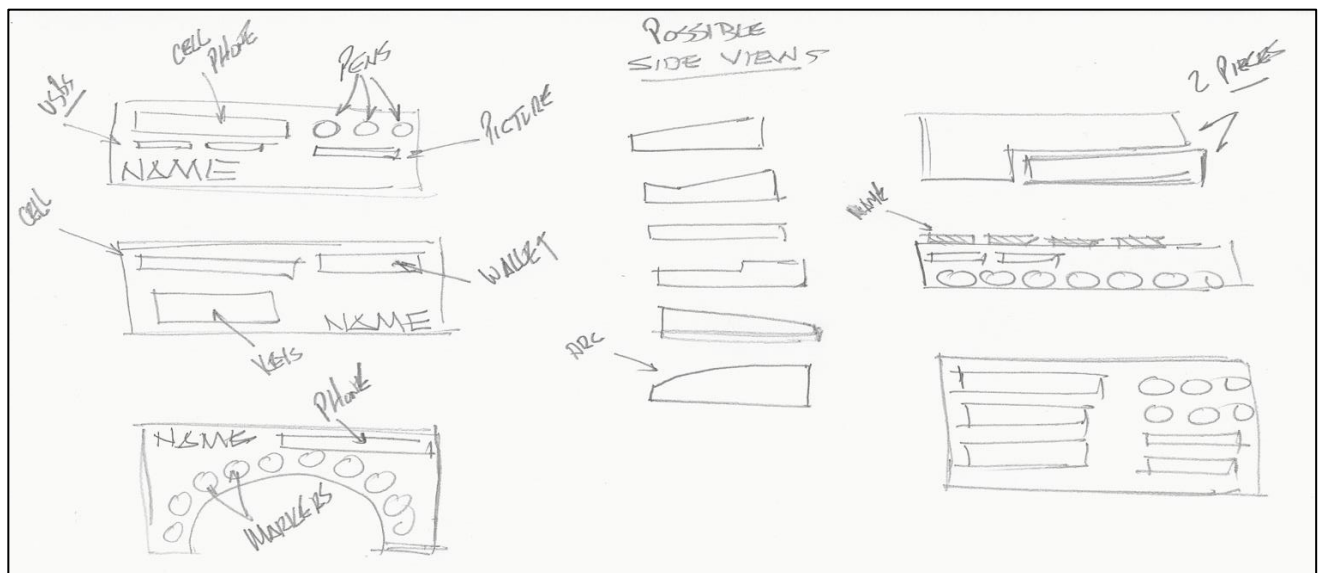 CELL
PHONE
PENS
USBs
PICTURE
NAME
CELL
WALLET
NAME
KEYS
PHONE
NAME
MARKERS
POSSIBLE
SIDE VIEWS
ARC
2 PIECES
NAME